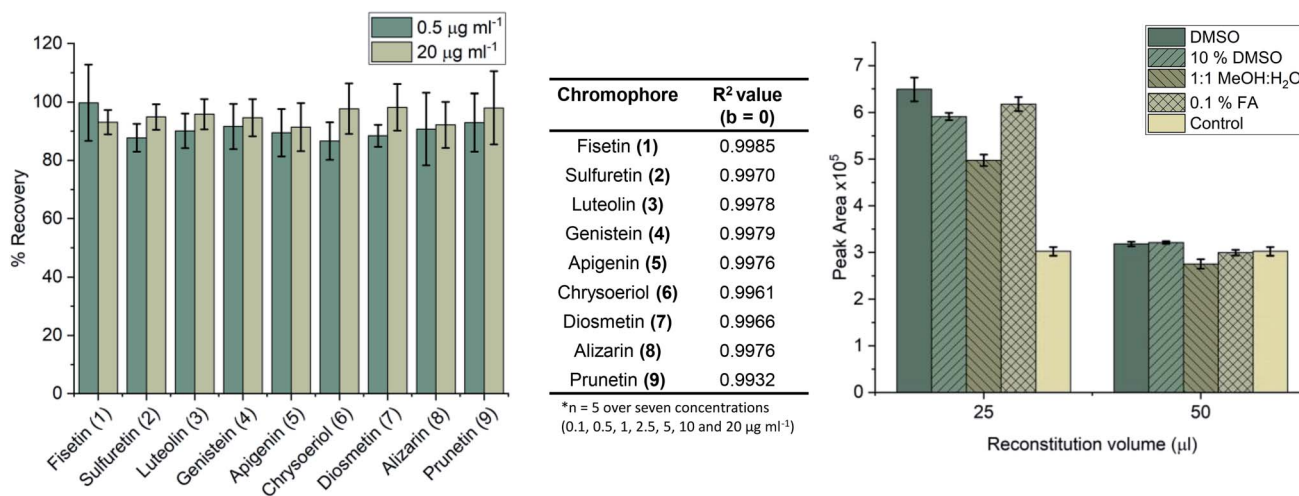 0.5 μg ml⁻¹
20 μg ml⁻¹
% Recovery
120
100
80
60
40
20
0
Fisetin (1)
Sulfuretin (2)
Luteolin (3)
Genistein (4)
Apigenin (5)
Chrysoeriol (6)
Diosmetin (7)
Alizarin (8)
Prunetin (9)
Chromophore R² value
(b = 0)
Fisetin (1) 0.9985
Sulfuretin (2) 0.9970
Luteolin (3) 0.9978
Genistein (4) 0.9979
Apigenin (5) 0.9976
Chrysoeriol (6) 0.9961
Diosmetin (7) 0.9966
Alizarin (8) 0.9976
Prunetin (9) 0.9932
*n = 5 over seven concentrations
(0.1, 0.5, 1, 2.5, 5, 10 and 20 μg ml⁻¹)
DMSO
10 % DMSO
1:1 MeOH:H₂O
0.1 % FA
Control
Peak Area x10⁵
7
6
5
4
3
2
1
0
25 50
Reconstitution volume (μl)